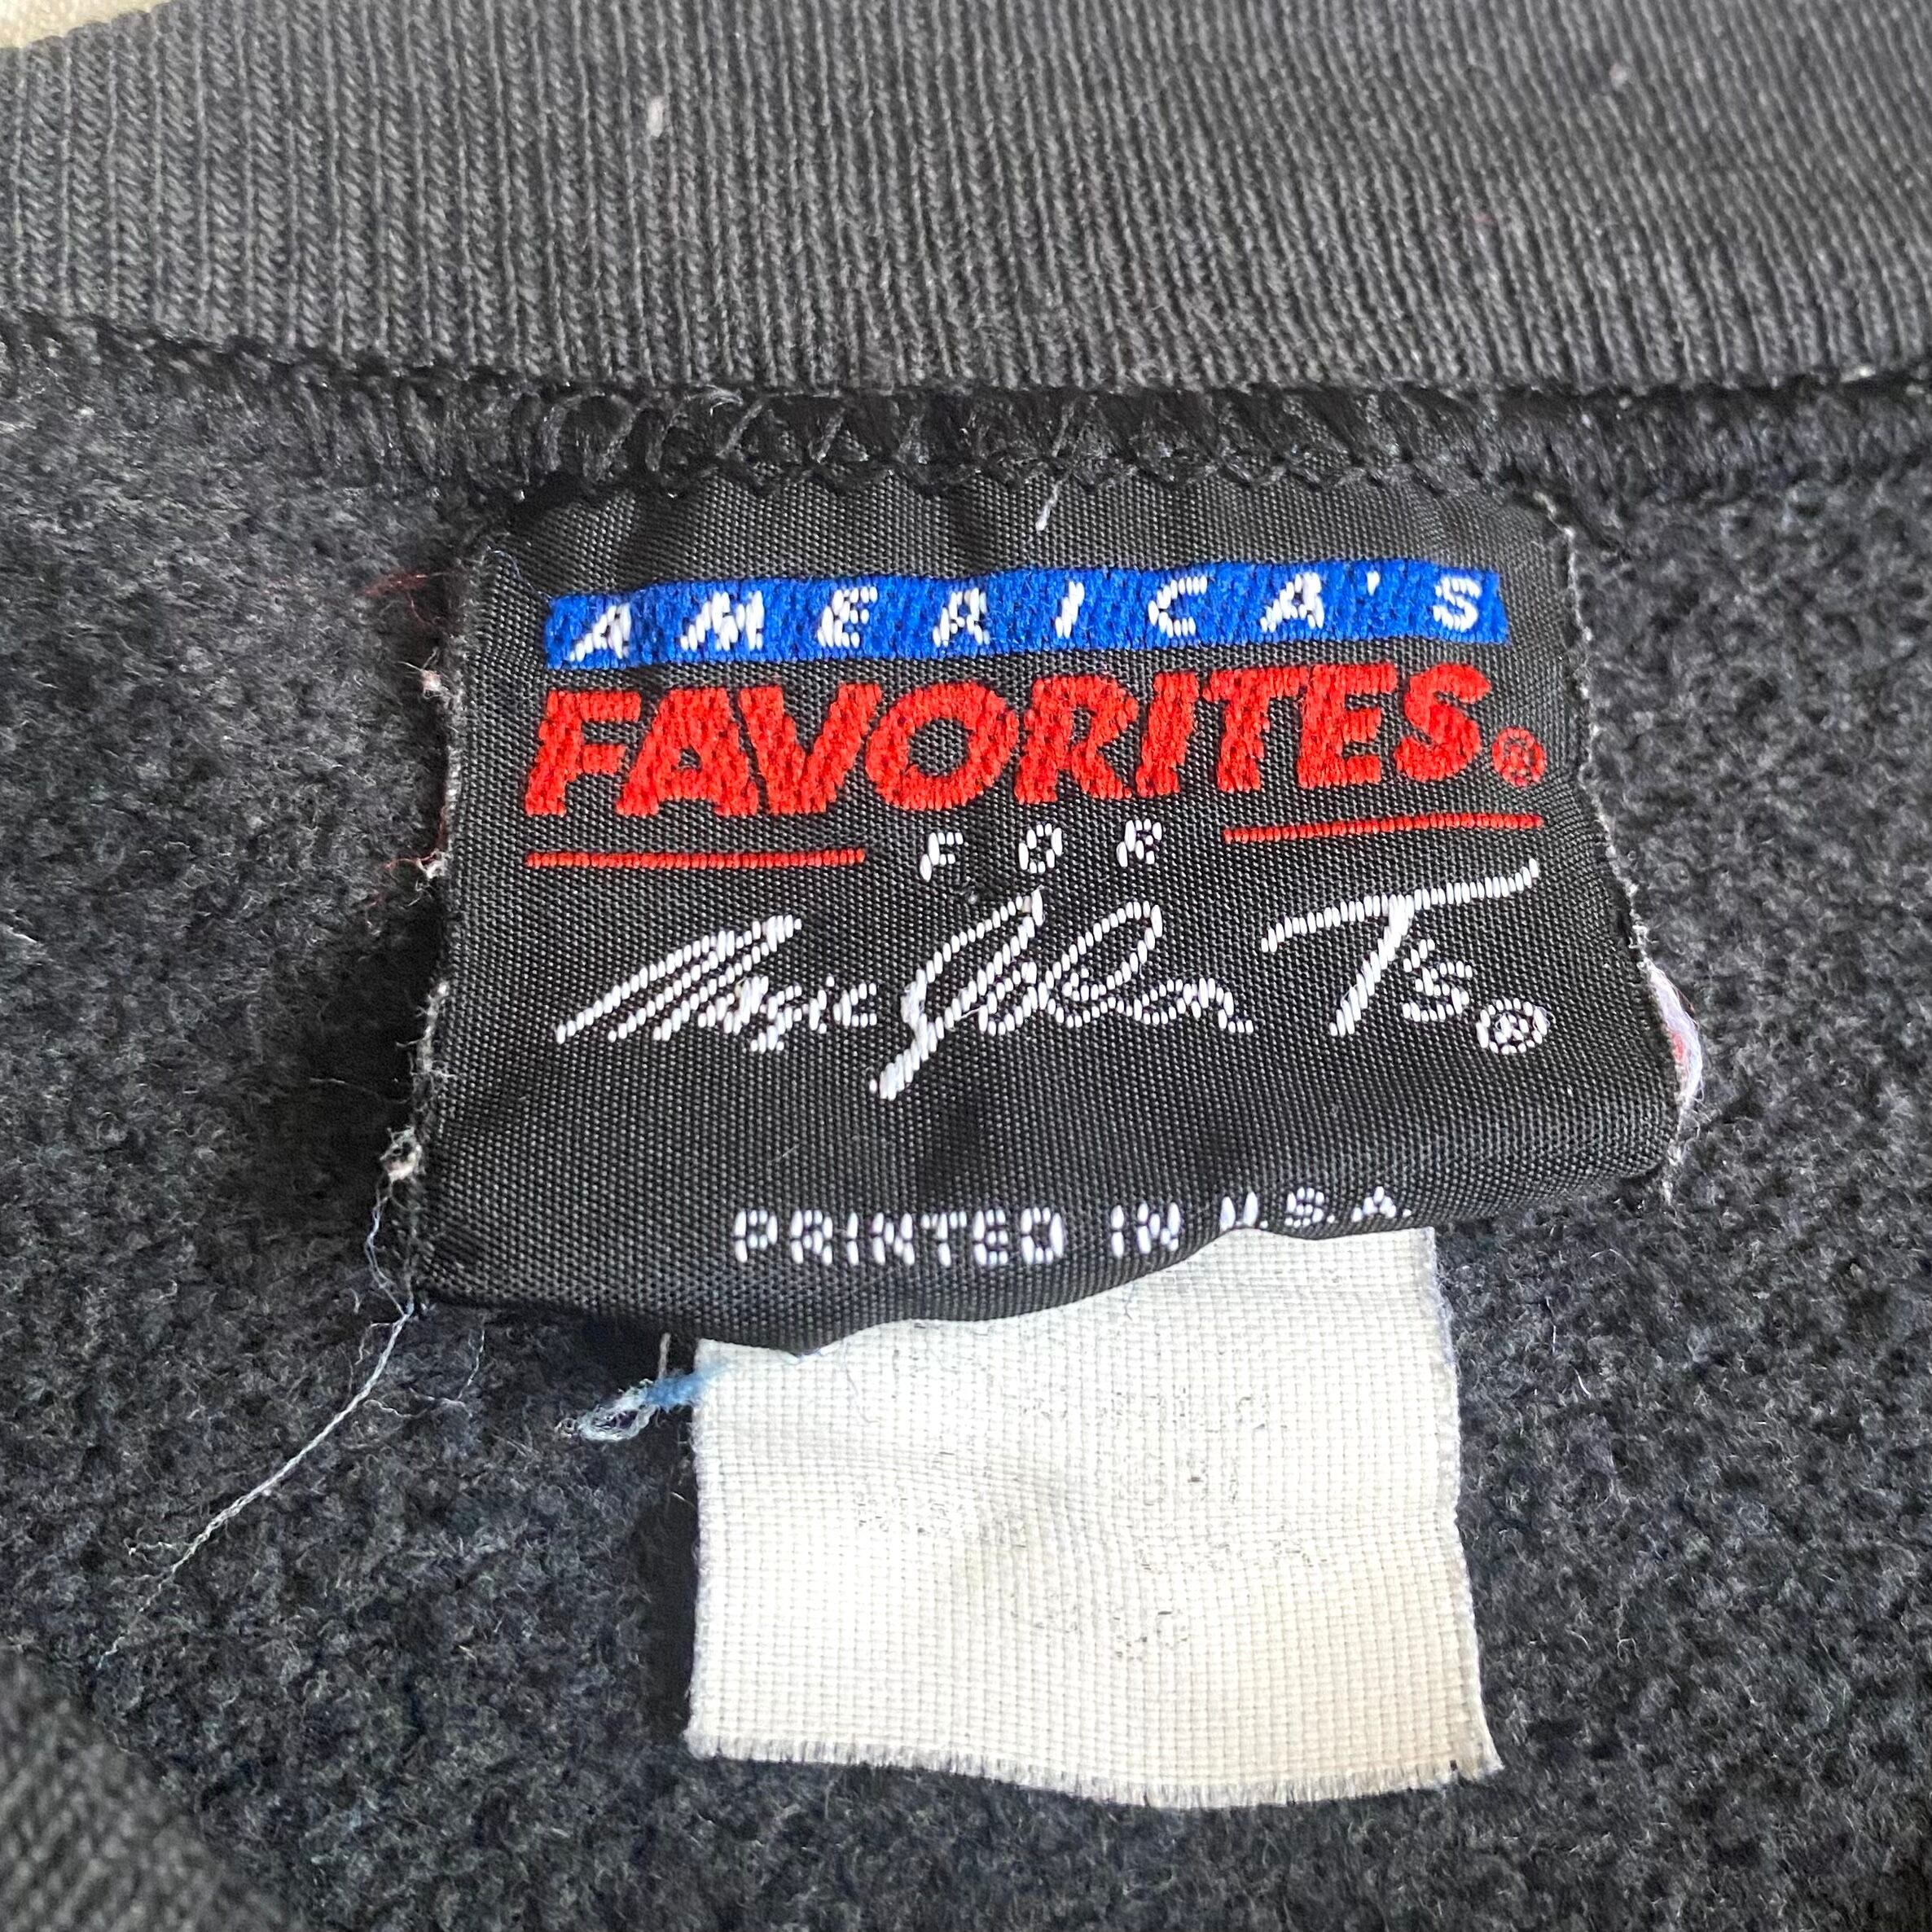 AMERICA'S
FAVORITES®
FOR
Magic Johnson T's®
PRINTED IN U.S.A.